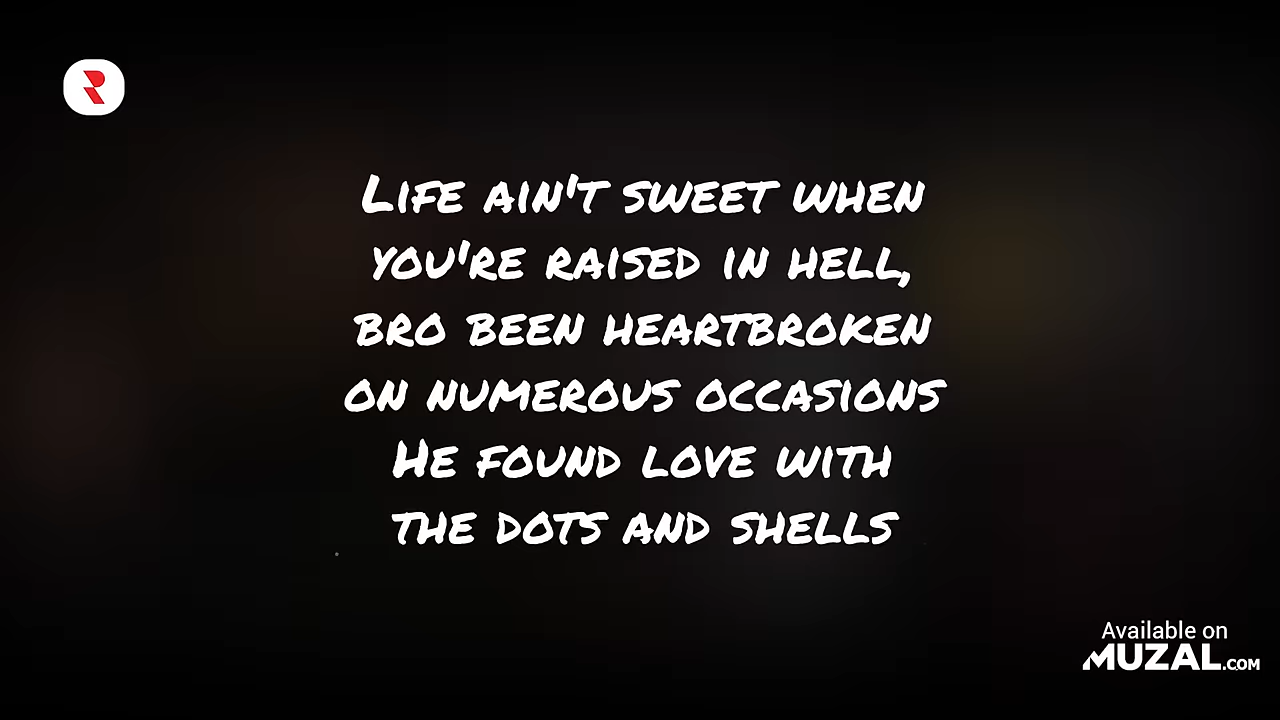 Life ain't sweet when
you're raised in hell,
bro been heartbroken
on numerous occasions
He found love with
the dots and shells
Available on
MUZAL.COM